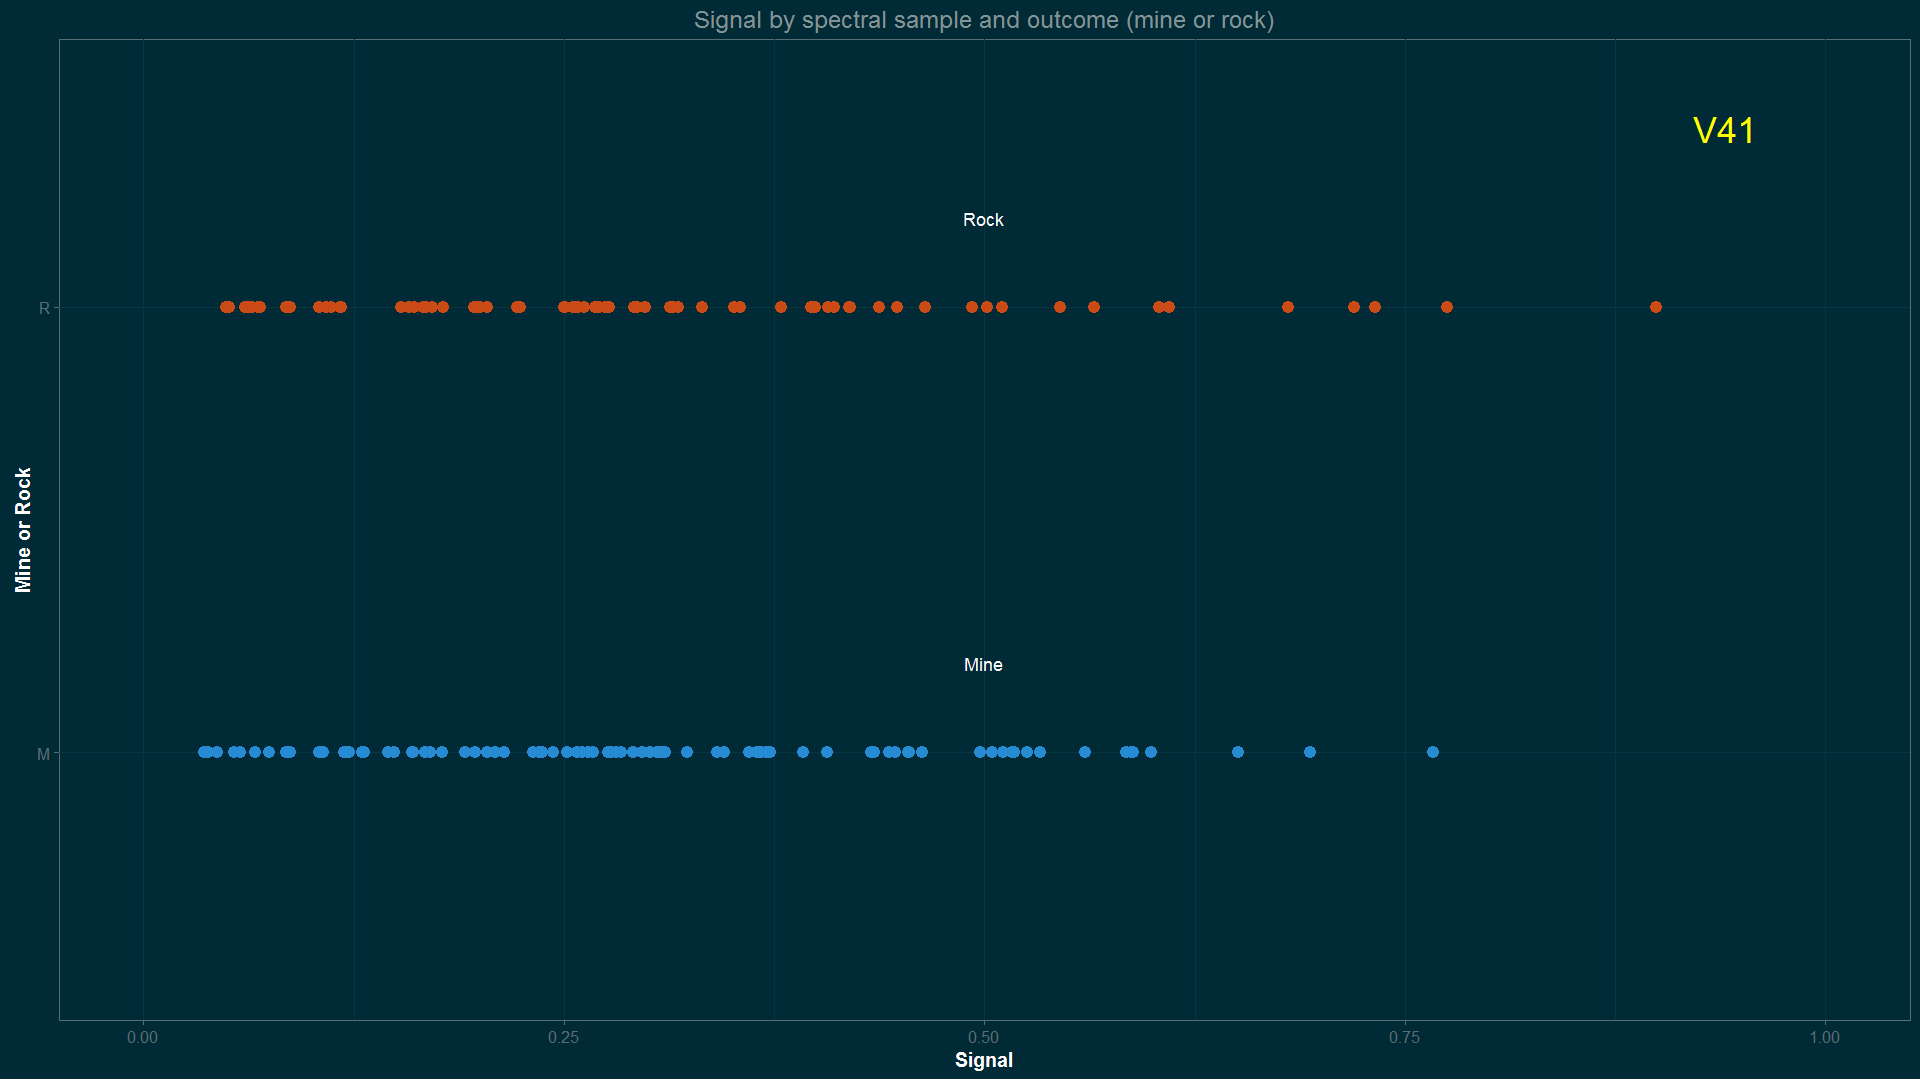 Signal by spectral sample and outcome (mine or rock)
V41
Rock
R
Mine or Rock
Mine
M
0.00 0.25 0.50 0.75 1.00
Signal